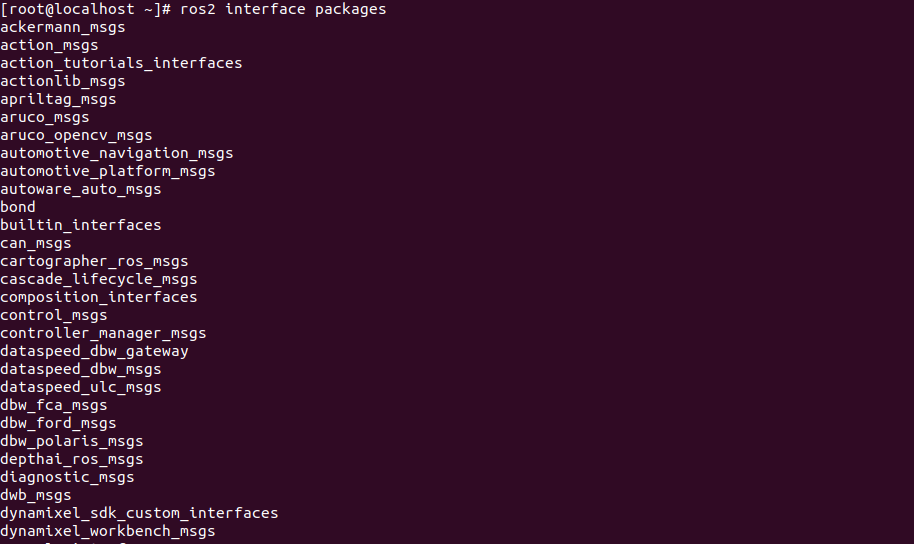 [root@localhost ~]# ros2 interface packages
ackermann_msgs
action_msgs
action_tutorials_interfaces
actionlib_msgs
apriltag_msgs
aruco_msgs
aruco_opencv_msgs
automotive_navigation_msgs
automotive_platform_msgs
autoware_auto_msgs
bond
builtin_interfaces
can_msgs
cartographer_ros_msgs
cascade_lifecycle_msgs
composition_interfaces
control_msgs
controller_manager_msgs
dataspeed_dbw_gateway
dataspeed_dbw_msgs
dataspeed_ulc_msgs
dbw_fca_msgs
dbw_ford_msgs
dbw_polaris_msgs
depthai_ros_msgs
diagnostic_msgs
dwb_msgs
dynamixel_sdk_custom_interfaces
dynamixel_workbench_msgs